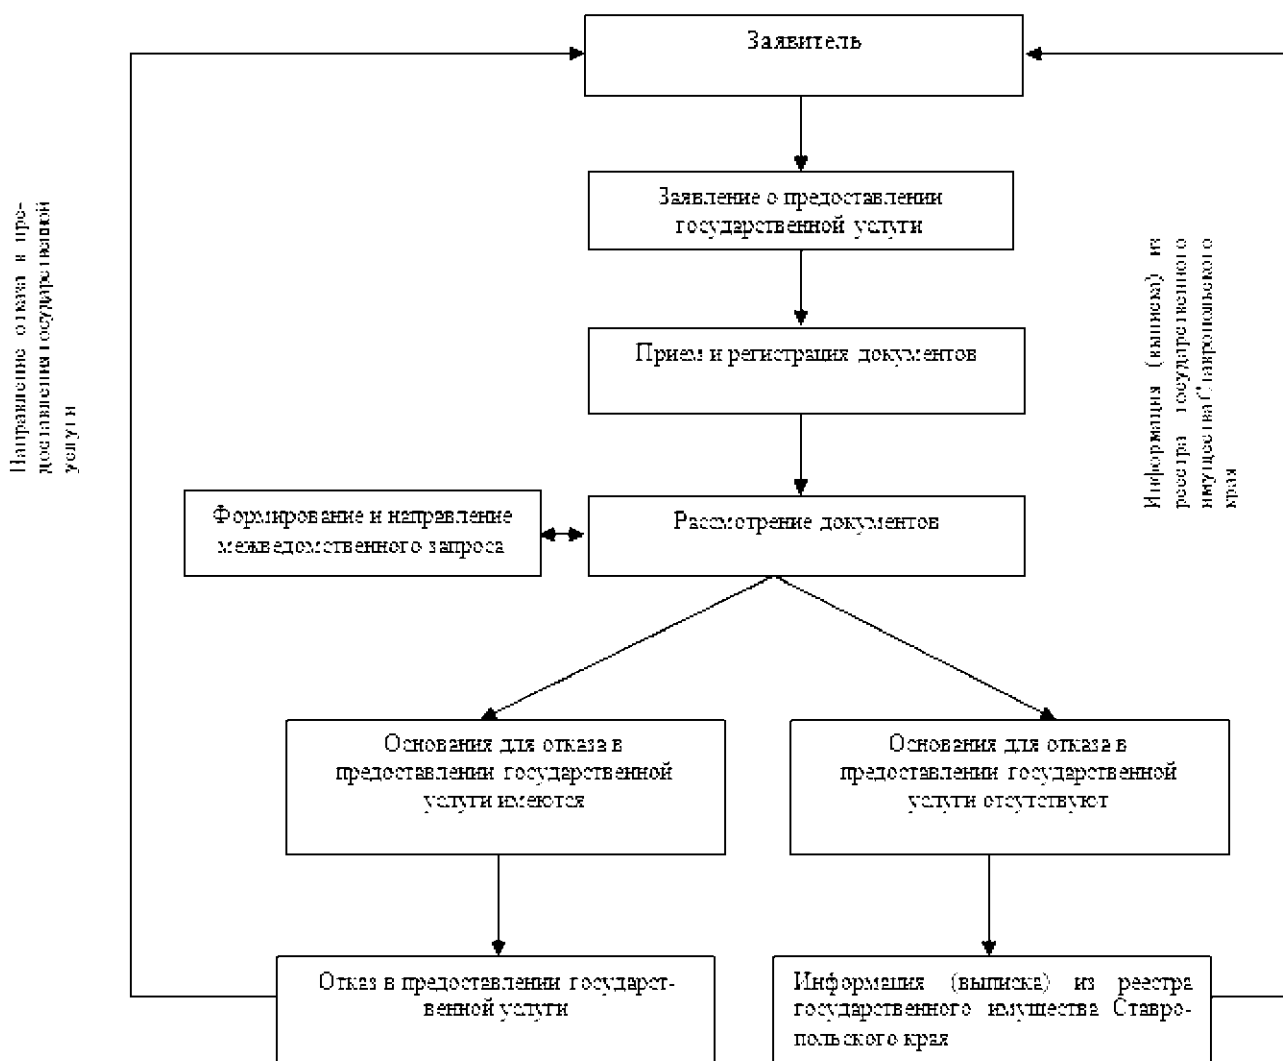 Заявитель
Заявление о предоставлении
государственной услуги
Направление отказа в пре-
доставления государственной
услуги
Информация (выписка) из
реестра государственного
имущества Ставропольского
края
Прием и регистрация документов
Формирование и направление
межведомственного запроса
Рассмотрение документов
Основания для отказа в
предоставлении государственной
услуги имеются
Основания для отказа в
предоставлении государственной
услуги отсутствуют
Отказ в предоставлении государст-
венной услуги
Информация (выписка) из реестра
государственного имущества Ставро-
польского края